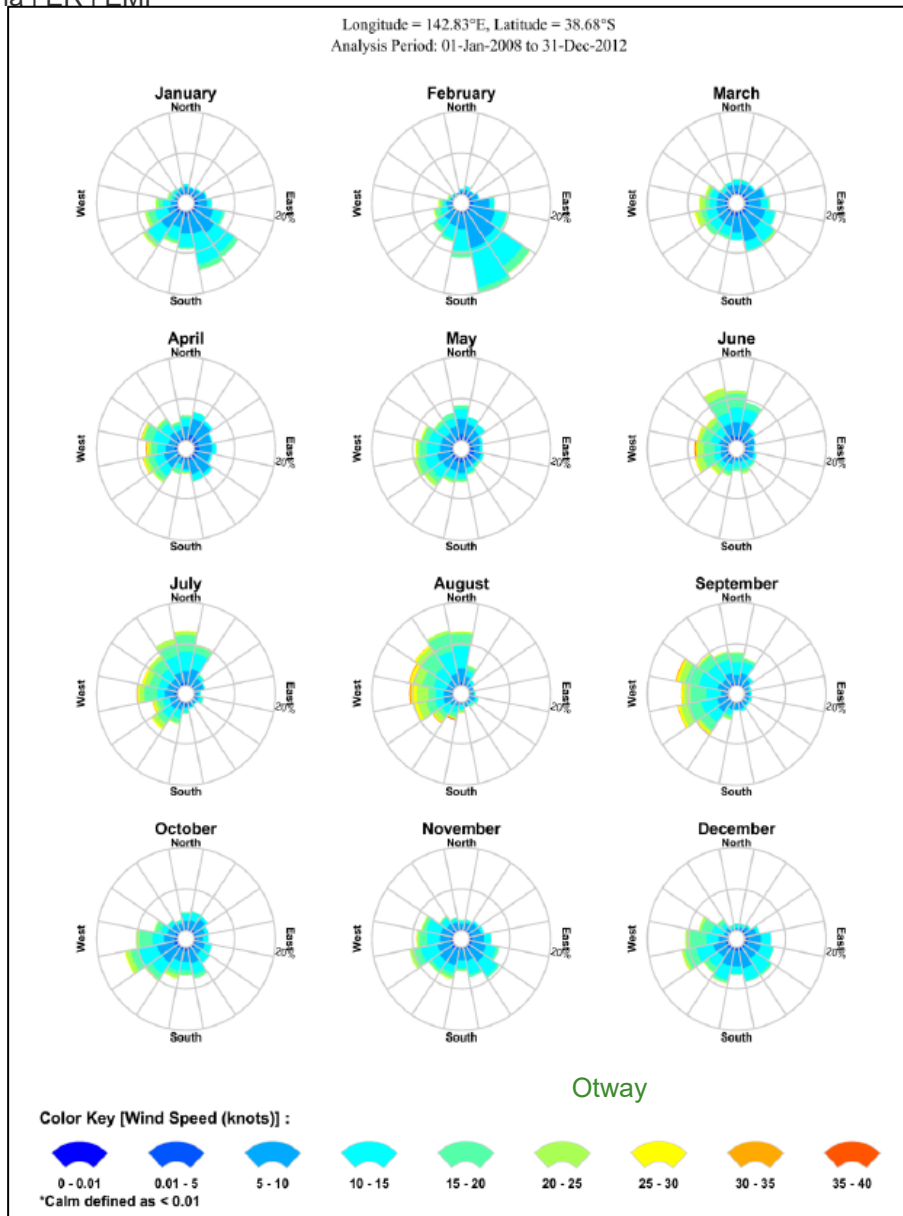 Longitude = 142.83°E, Latitude = 38.68°S
Analysis Period: 01-Jan-2008 to 31-Dec-2012
January February March
North North North
West East West East West East
20% 20% 20%
South South South
April May June
North North North
West East West East West East
20% 20% 20%
South South South
July August September
North North North
West East West East West East
20% 20% 20%
South South South
October November December
North North North
West East West East West East
20% 20% 20%
South South South
Otway
Color Key [Wind Speed (knots)] :
0 - 0.01 0.01 - 5 5 - 10 10 - 15 15 - 20 20 - 25 25 - 30 30 - 35 35 - 40
*Calm defined as < 0.01